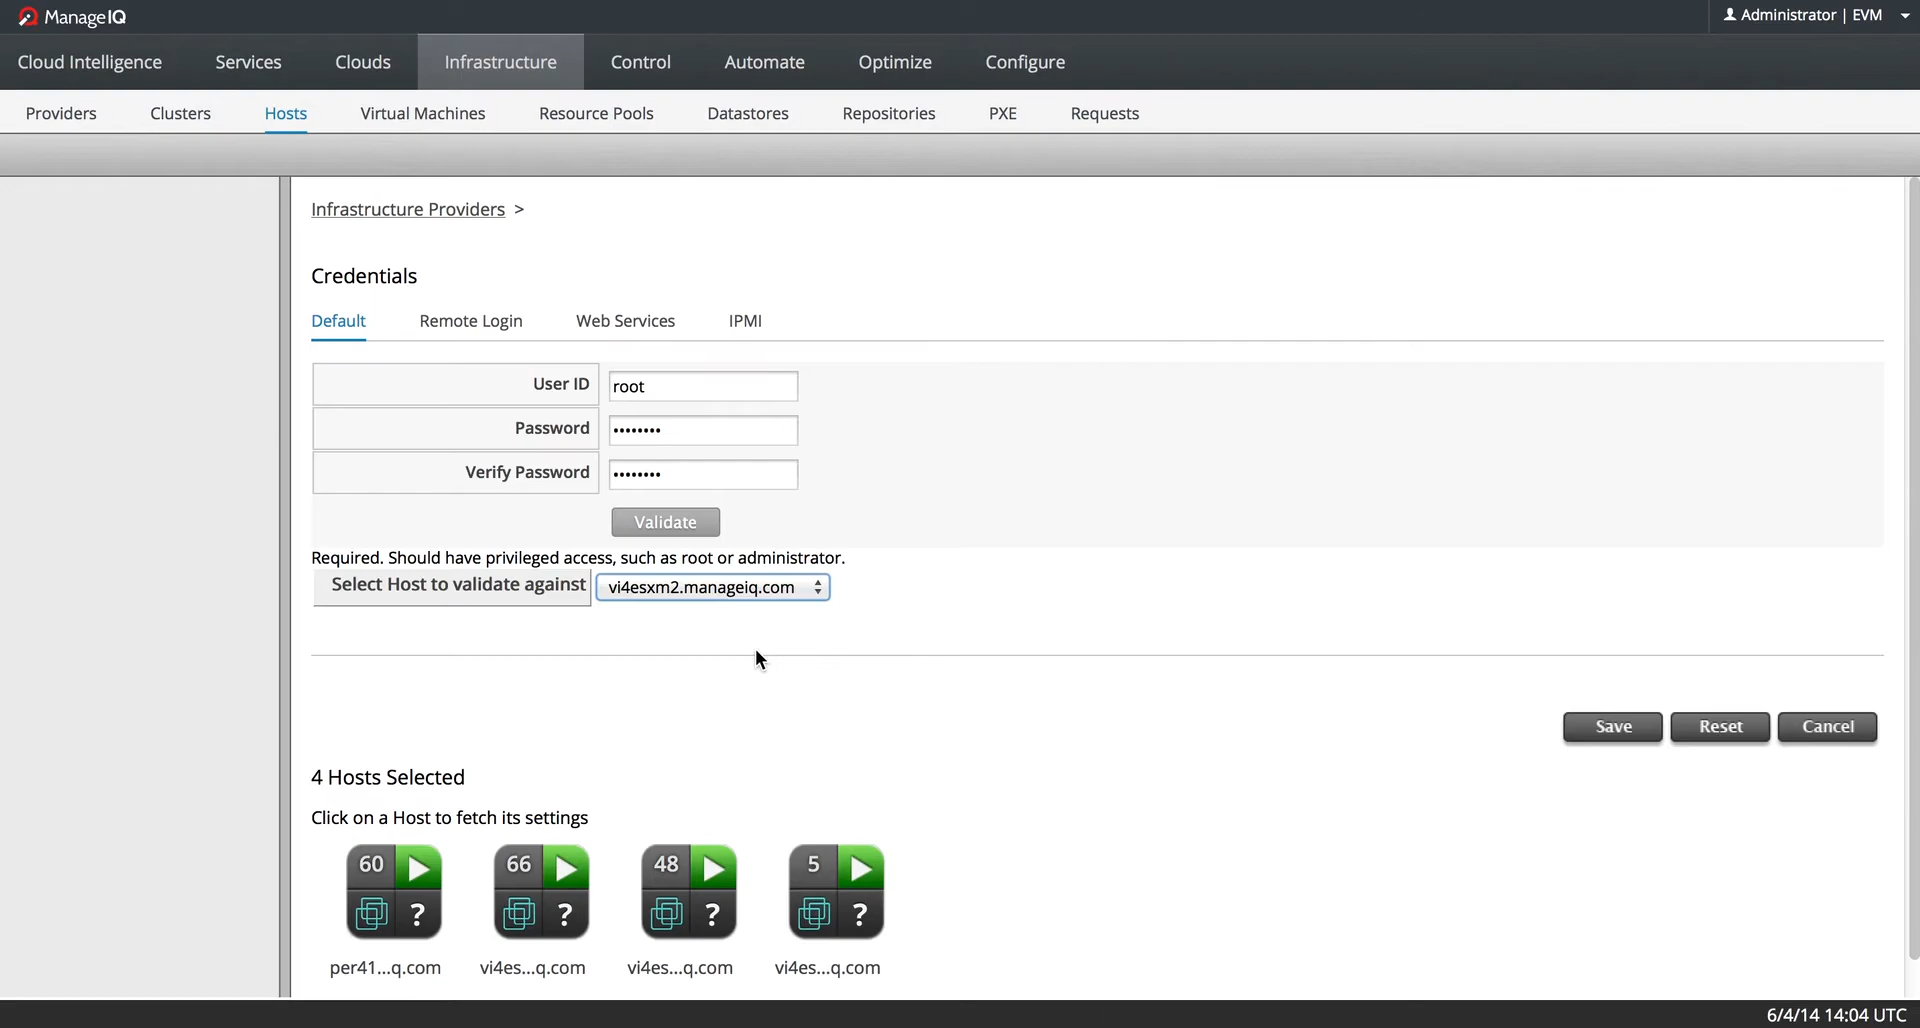 ManageIQ
Administrator | EVM
Cloud Intelligence Services Clouds Infrastructure Control Automate Optimize Configure
Providers Clusters Hosts Virtual Machines Resource Pools Datastores Repositories PXE Requests
Infrastructure Providers >
Credentials
Default Remote Login Web Services IPMI
User ID root
Password ••••••••
Verify Password ••••••••
Validate
Required. Should have privileged access, such as root or administrator.
Select Host to validate against vi4esxm2.manageiq.com
Save Reset Cancel
4 Hosts Selected
Click on a Host to fetch its settings
60 66 48 5
? ? ? ?
per41...q.com vi4es...q.com vi4es...q.com vi4es...q.com
6/4/14 14:04 UTC